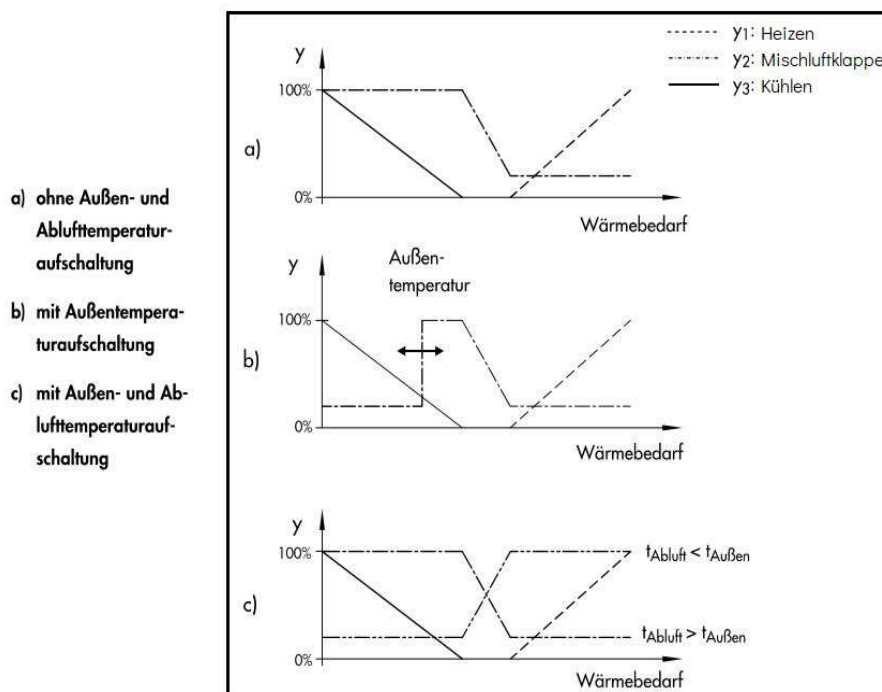 a) ohne Außen- und
Ablufttemperatur-
aufschaltung
b) mit Außentempera-
turaufschaltung
c) mit Außen- und Ab-
lufttemperaturauf-
schaltung
y1: Heizen
y2: Mischluftklappe
y3: Kühlen
y
100%
a)
0%
Wärmebedarf
y
Außen-
temperatur
100%
b)
0%
Wärmebedarf
y
100%
tAbluft < tAußen
c)
tAbluft > tAußen
0%
Wärmebedarf